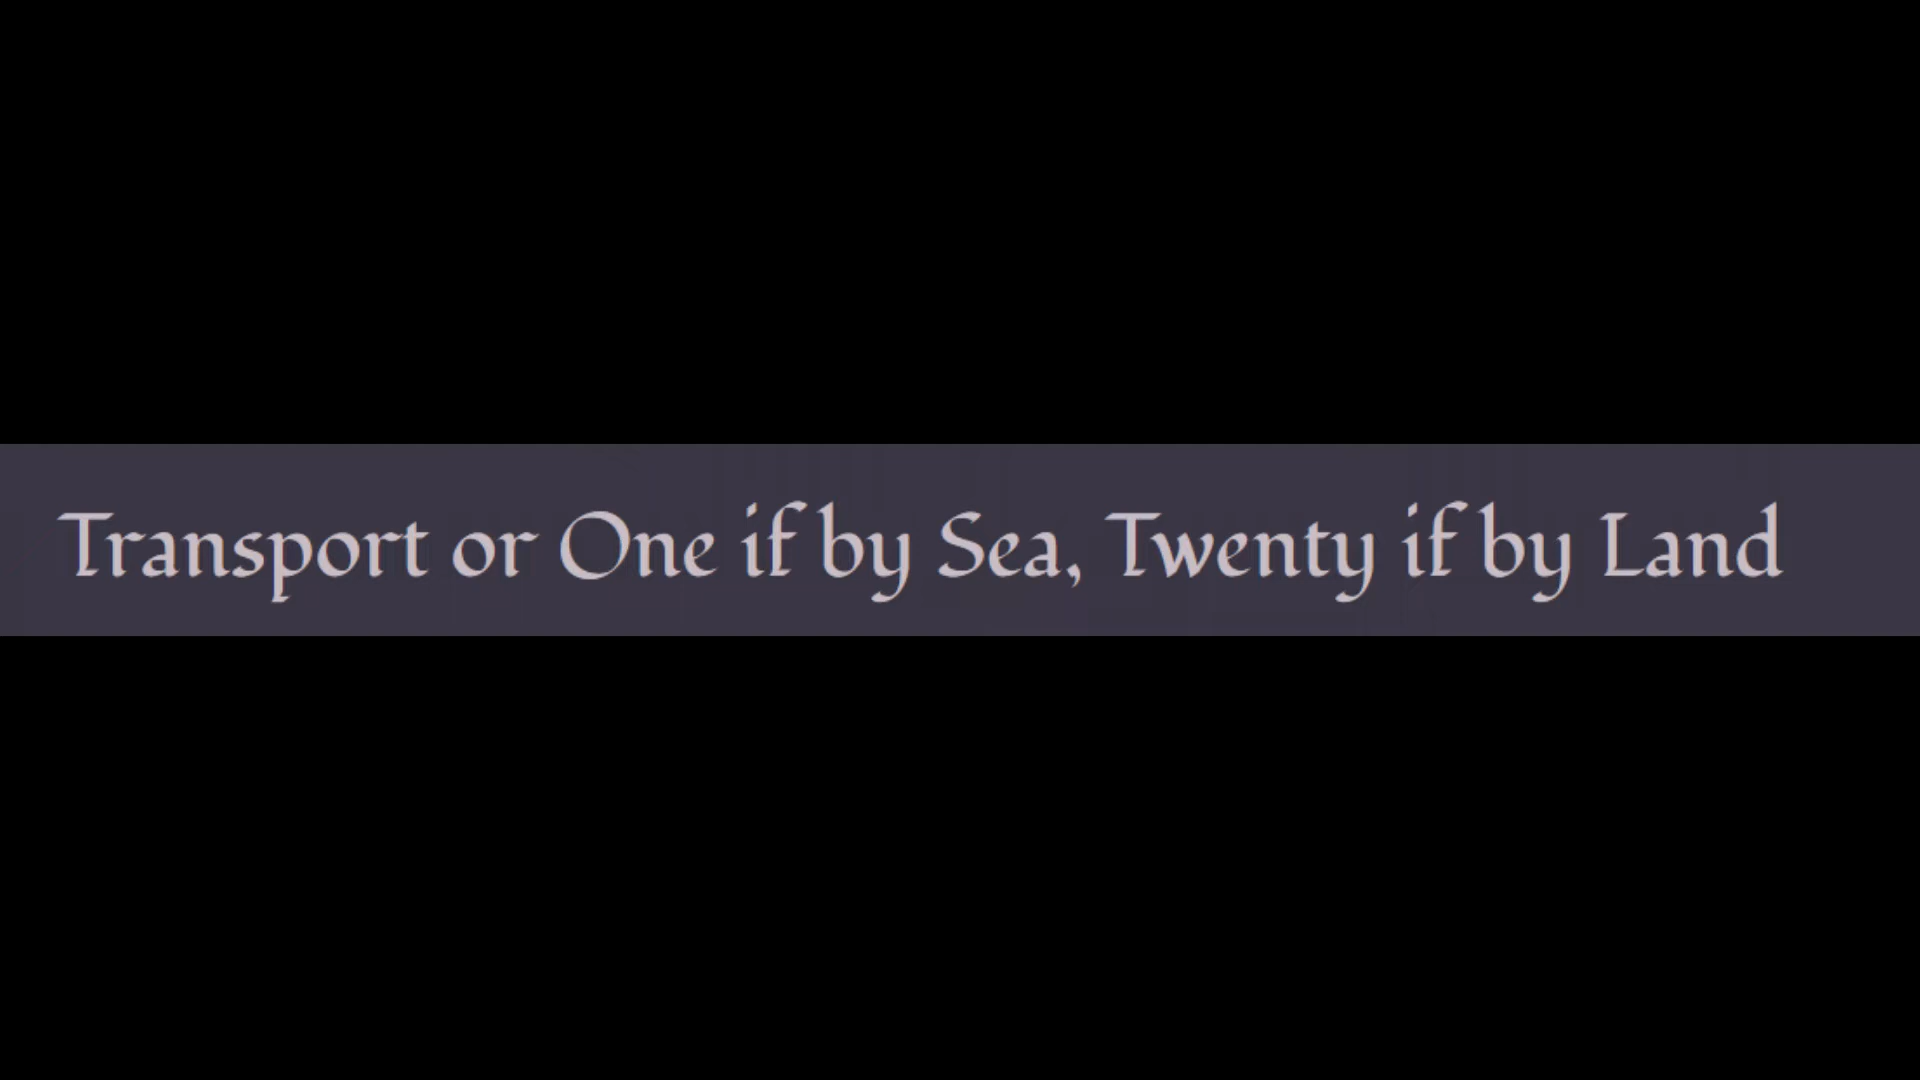 Transport or One if by Sea, Twenty if by Land